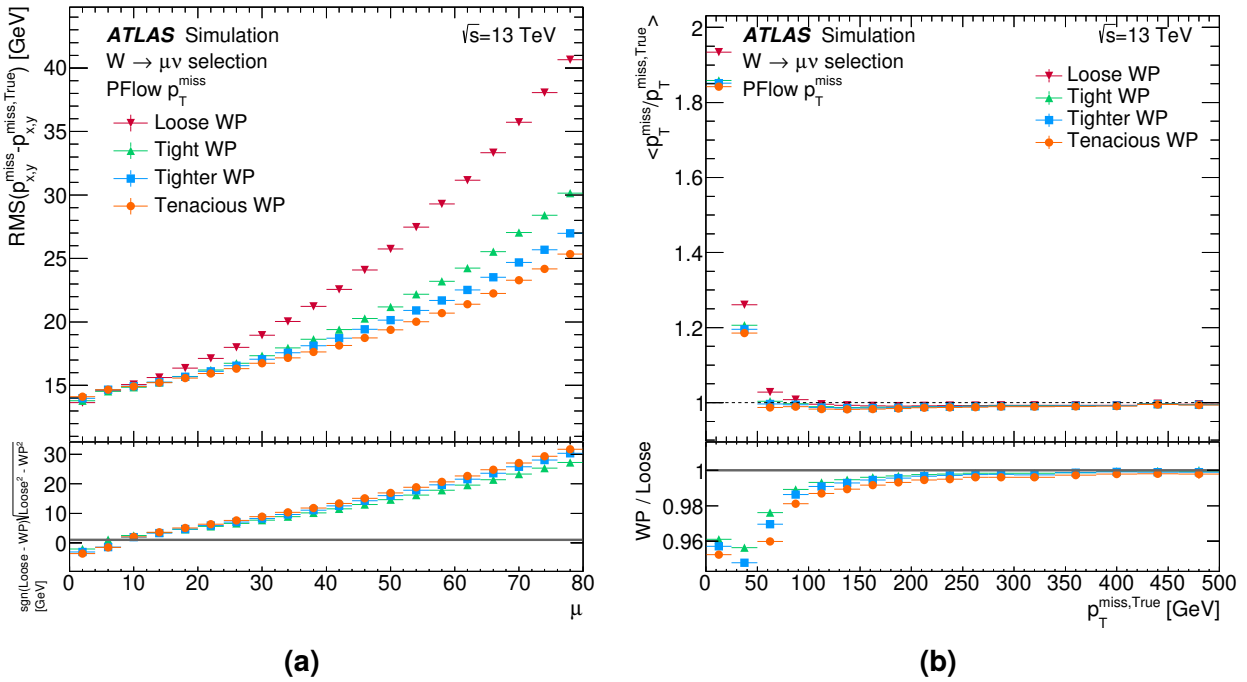 RMS(p_{x,y}^{miss}-p_{x,y}^{miss,True}) [GeV]
40
35
30
25
20
15
ATLAS Simulation
√s=13 TeV
W → μν selection
PFlow p_T^{miss}
Loose WP
Tight WP
Tighter WP
Tenacious WP
sgn(Loose - WP)√|Loose² - WP²|
[GeV]
30
20
10
0
0 10 20 30 40 50 60 70 80
μ
(a)
<p_T^{miss}/p_T^{miss,True}>
2
1.8
1.6
1.4
1.2
1
ATLAS Simulation
√s=13 TeV
W → μν selection
PFlow p_T^{miss}
Loose WP
Tight WP
Tighter WP
Tenacious WP
WP / Loose
1
0.98
0.96
0 50 100 150 200 250 300 350 400 450 500
p_T^{miss,True} [GeV]
(b)